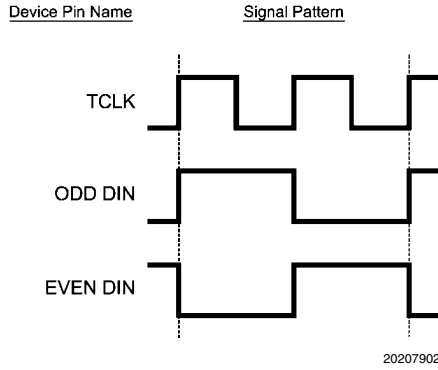 Device Pin Name Signal Pattern
TCLK
ODD DIN
EVEN DIN
20207902